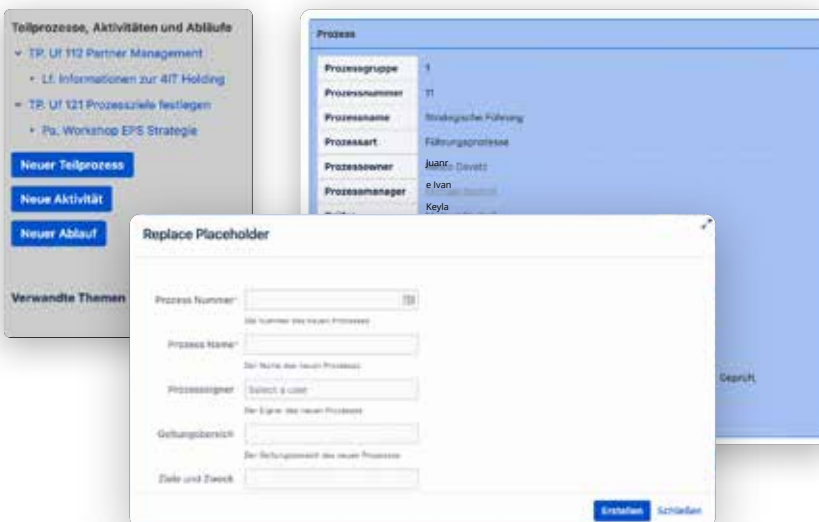 Teilprozesse, Aktivitäten und Abläufe
TP. Uf 112 Partner Management
Lf. Informationen zur 4IT Holding
TP. Uf 121 Prozessziele festlegen
Pa. Workshop EPS Strategie
Neuer Teilprozess
Neue Aktivität
Neuer Ablauf
Verwandte Themen
Prozess
Prozessgruppe 1
Prozessnummer 11
Prozessname Strategische Führung
Prozessart Führungsprozesse
Prozessowner juanr
Prozessmanager e Ivan
Keyla
Geprüft,
Replace Placeholder
Prozess Nummer*
Die Nummer des neuen Prozesses
Prozess Name*
Der Name des neuen Prozesses
Prozesseigner Select a user
Der Eigner des neuen Prozesses
Geltungsbereich
Der Geltungsbereich des neuen Prozesses
Ziele und Zweck
Erstellen Schließen